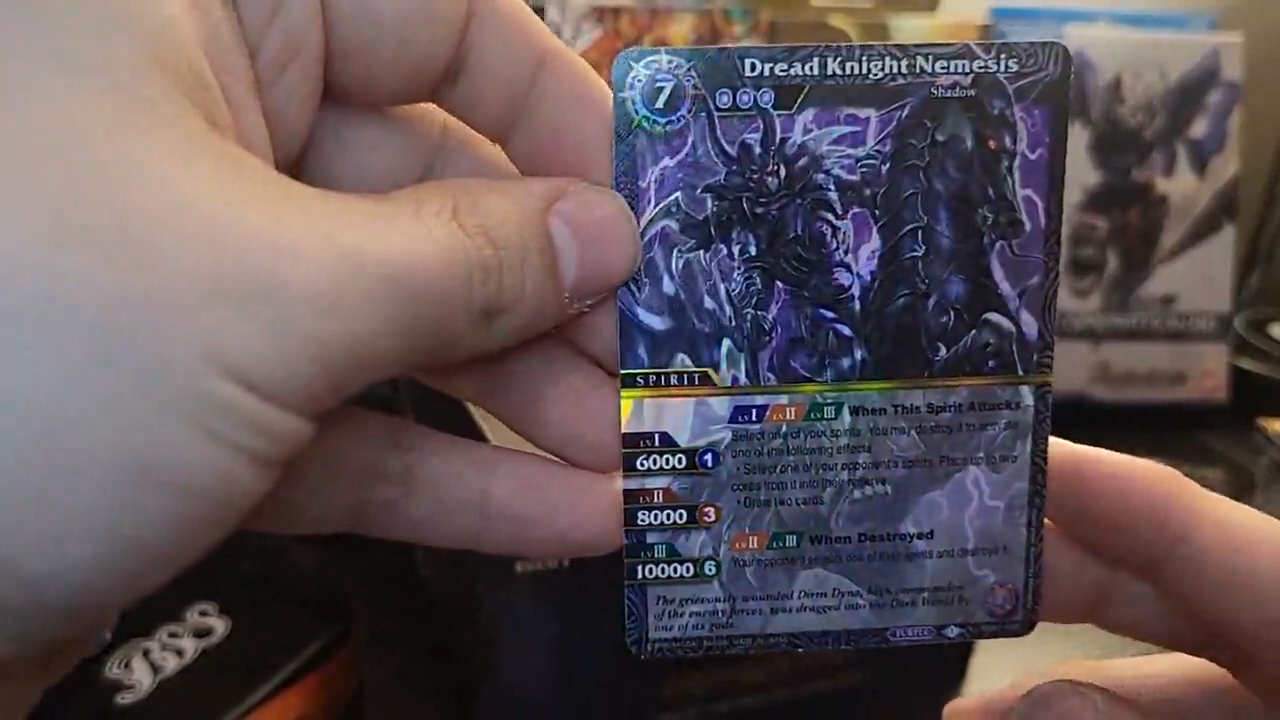 7
Dread Knight Nemesis
Shadow
SPIRIT
LV I LV II LV III When This Spirit Attacks
Select one of your spirits. You may destroy it to activate
one of the following effects
• Select one of your opponent's spirits. Place up to two
cores from it into their reserve.
• Draw two cards.
LV I
6000 1
LV II
8000 3
LV III
10000 6
LV II LV III When Destroyed
Your opponent selects one of their spirits and destroys it.
The grievously wounded Dirm Dyna, high commander
of the enemy forces, was dragged into the Dark World by
one of its gods.
PURPLE
BSS